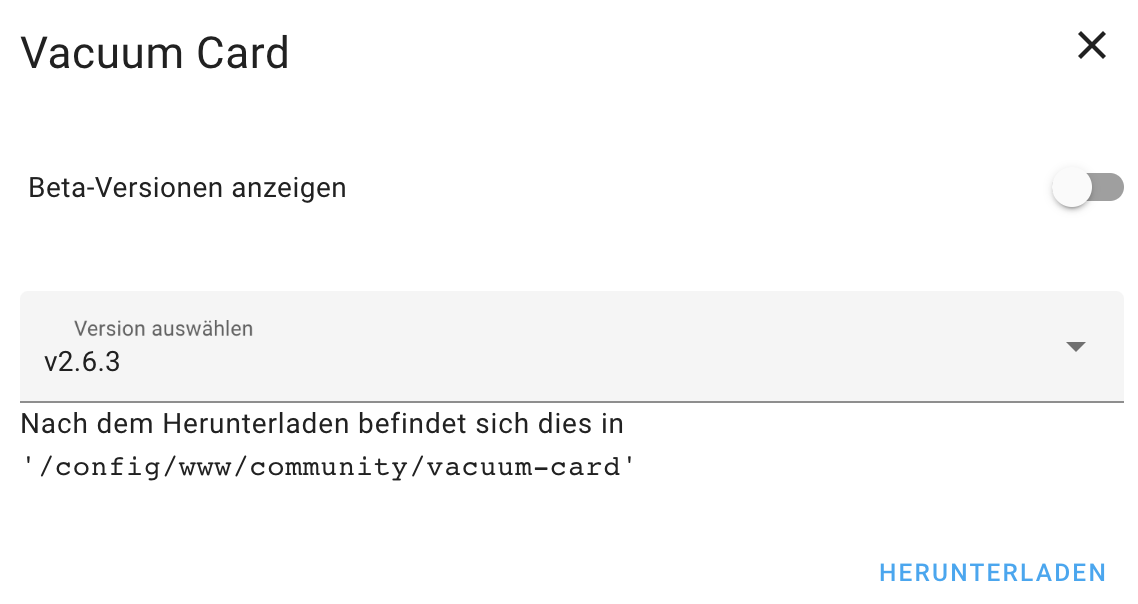 Vacuum Card
Beta-Versionen anzeigen
Version auswählen
v2.6.3
Nach dem Herunterladen befindet sich dies in
'/config/www/community/vacuum-card'
HERUNTERLADEN